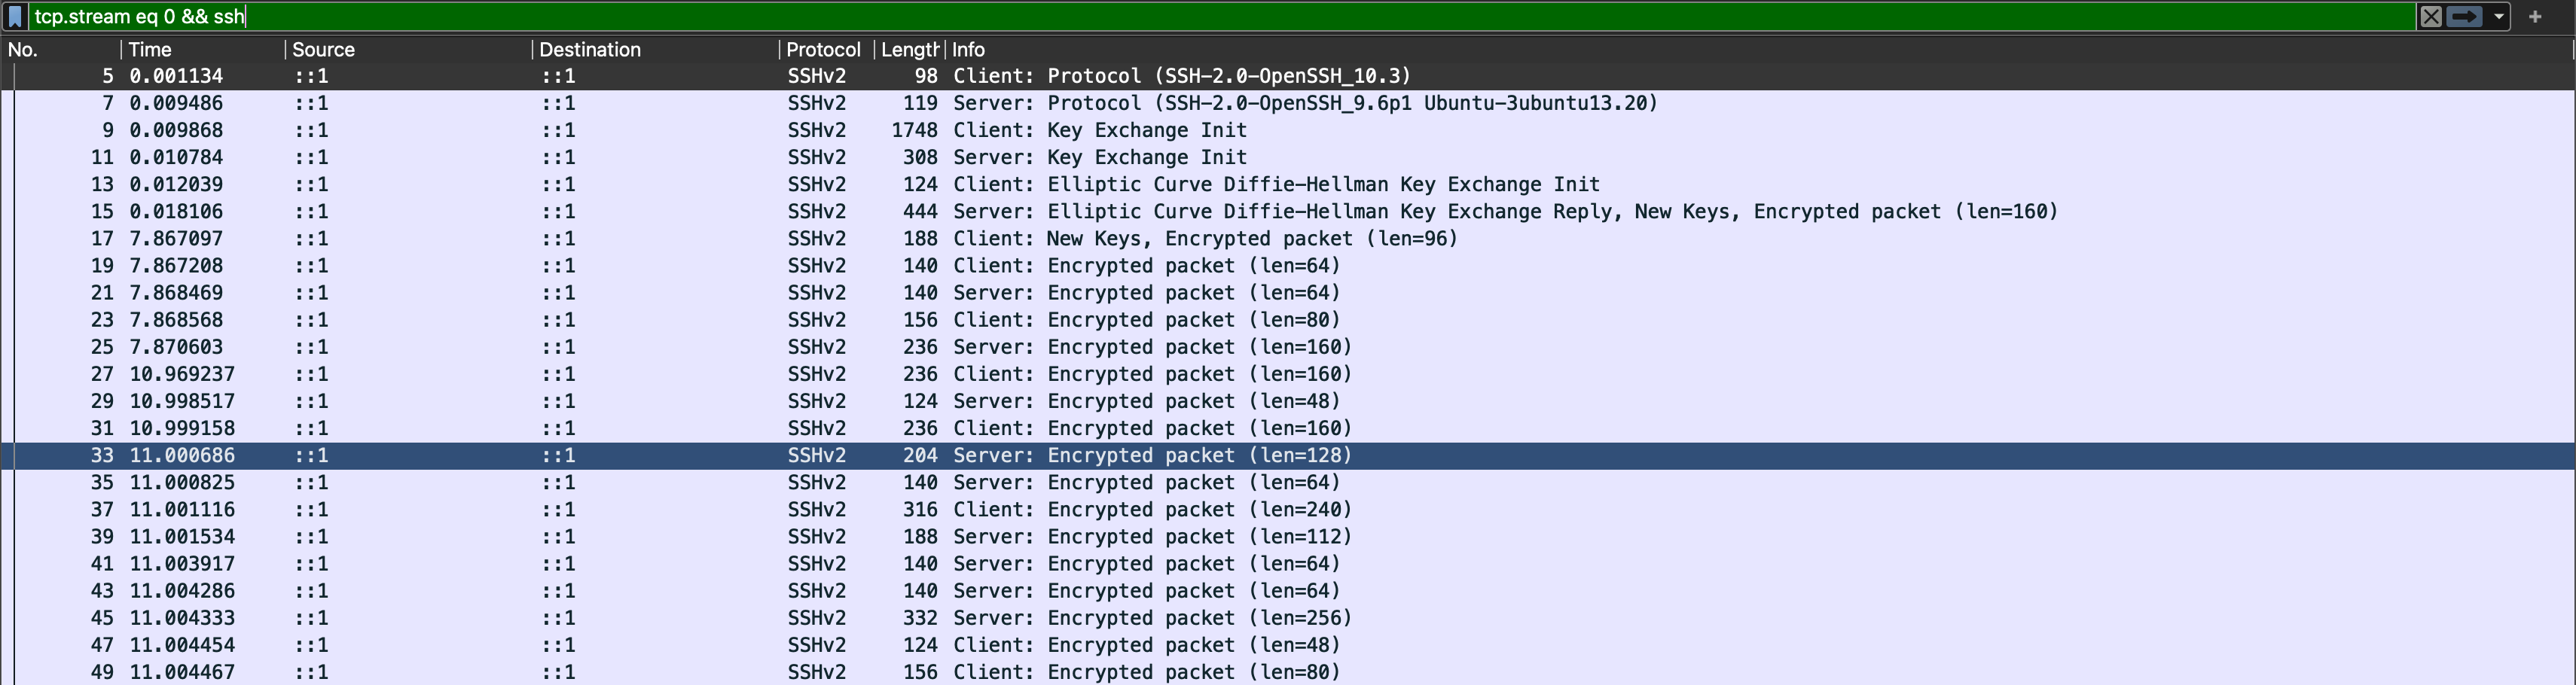 tcp.stream eq 0 && ssh
No. Time Source Destination Protocol Length Info
5 0.001134 ::1 ::1 SSHv2 98 Client: Protocol (SSH-2.0-OpenSSH_10.3)
7 0.009486 ::1 ::1 SSHv2 119 Server: Protocol (SSH-2.0-OpenSSH_9.6p1 Ubuntu-3ubuntu13.20)
9 0.009868 ::1 ::1 SSHv2 1748 Client: Key Exchange Init
11 0.010784 ::1 ::1 SSHv2 308 Server: Key Exchange Init
13 0.012039 ::1 ::1 SSHv2 124 Client: Elliptic Curve Diffie-Hellman Key Exchange Init
15 0.018106 ::1 ::1 SSHv2 444 Server: Elliptic Curve Diffie-Hellman Key Exchange Reply, New Keys, Encrypted packet (len=160)
17 7.867097 ::1 ::1 SSHv2 188 Client: New Keys, Encrypted packet (len=96)
19 7.867208 ::1 ::1 SSHv2 140 Client: Encrypted packet (len=64)
21 7.868469 ::1 ::1 SSHv2 140 Server: Encrypted packet (len=64)
23 7.868568 ::1 ::1 SSHv2 156 Client: Encrypted packet (len=80)
25 7.870603 ::1 ::1 SSHv2 236 Server: Encrypted packet (len=160)
27 10.969237 ::1 ::1 SSHv2 236 Client: Encrypted packet (len=160)
29 10.998517 ::1 ::1 SSHv2 124 Server: Encrypted packet (len=48)
31 10.999158 ::1 ::1 SSHv2 236 Client: Encrypted packet (len=160)
33 11.000686 ::1 ::1 SSHv2 204 Server: Encrypted packet (len=128)
35 11.000825 ::1 ::1 SSHv2 140 Server: Encrypted packet (len=64)
37 11.001116 ::1 ::1 SSHv2 316 Client: Encrypted packet (len=240)
39 11.001534 ::1 ::1 SSHv2 188 Server: Encrypted packet (len=112)
41 11.003917 ::1 ::1 SSHv2 140 Server: Encrypted packet (len=64)
43 11.004286 ::1 ::1 SSHv2 140 Server: Encrypted packet (len=64)
45 11.004333 ::1 ::1 SSHv2 332 Server: Encrypted packet (len=256)
47 11.004454 ::1 ::1 SSHv2 124 Client: Encrypted packet (len=48)
49 11.004467 ::1 ::1 SSHv2 156 Client: Encrypted packet (len=80)